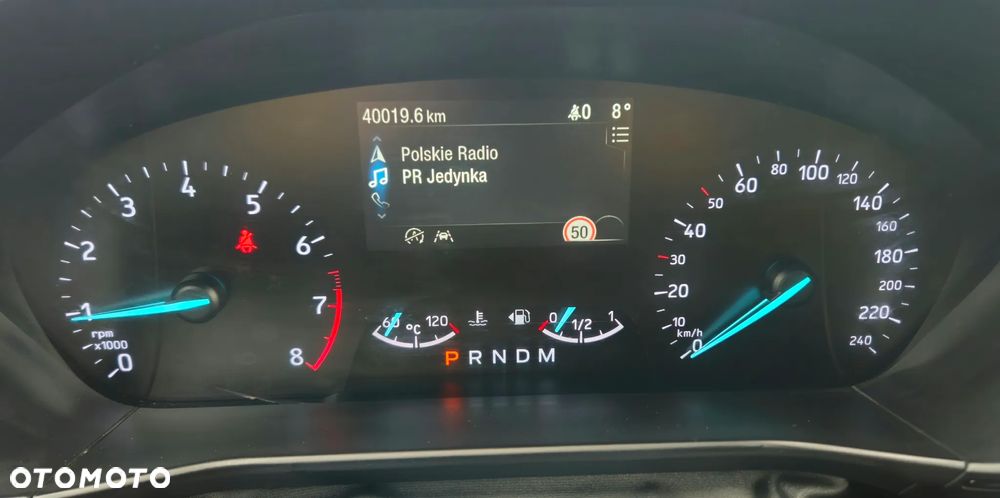 40019.6 km 0 8°
Polskie Radio
PR Jedynka
50
0 1 2 3 4 5 6 7 8
rpm
x1000
60 °C 120
0 1/2 1
P R N D M
0 10 20 30 40 50 60 80 100 120 140 160 180 200 220 240
km/h
OTOMOTO